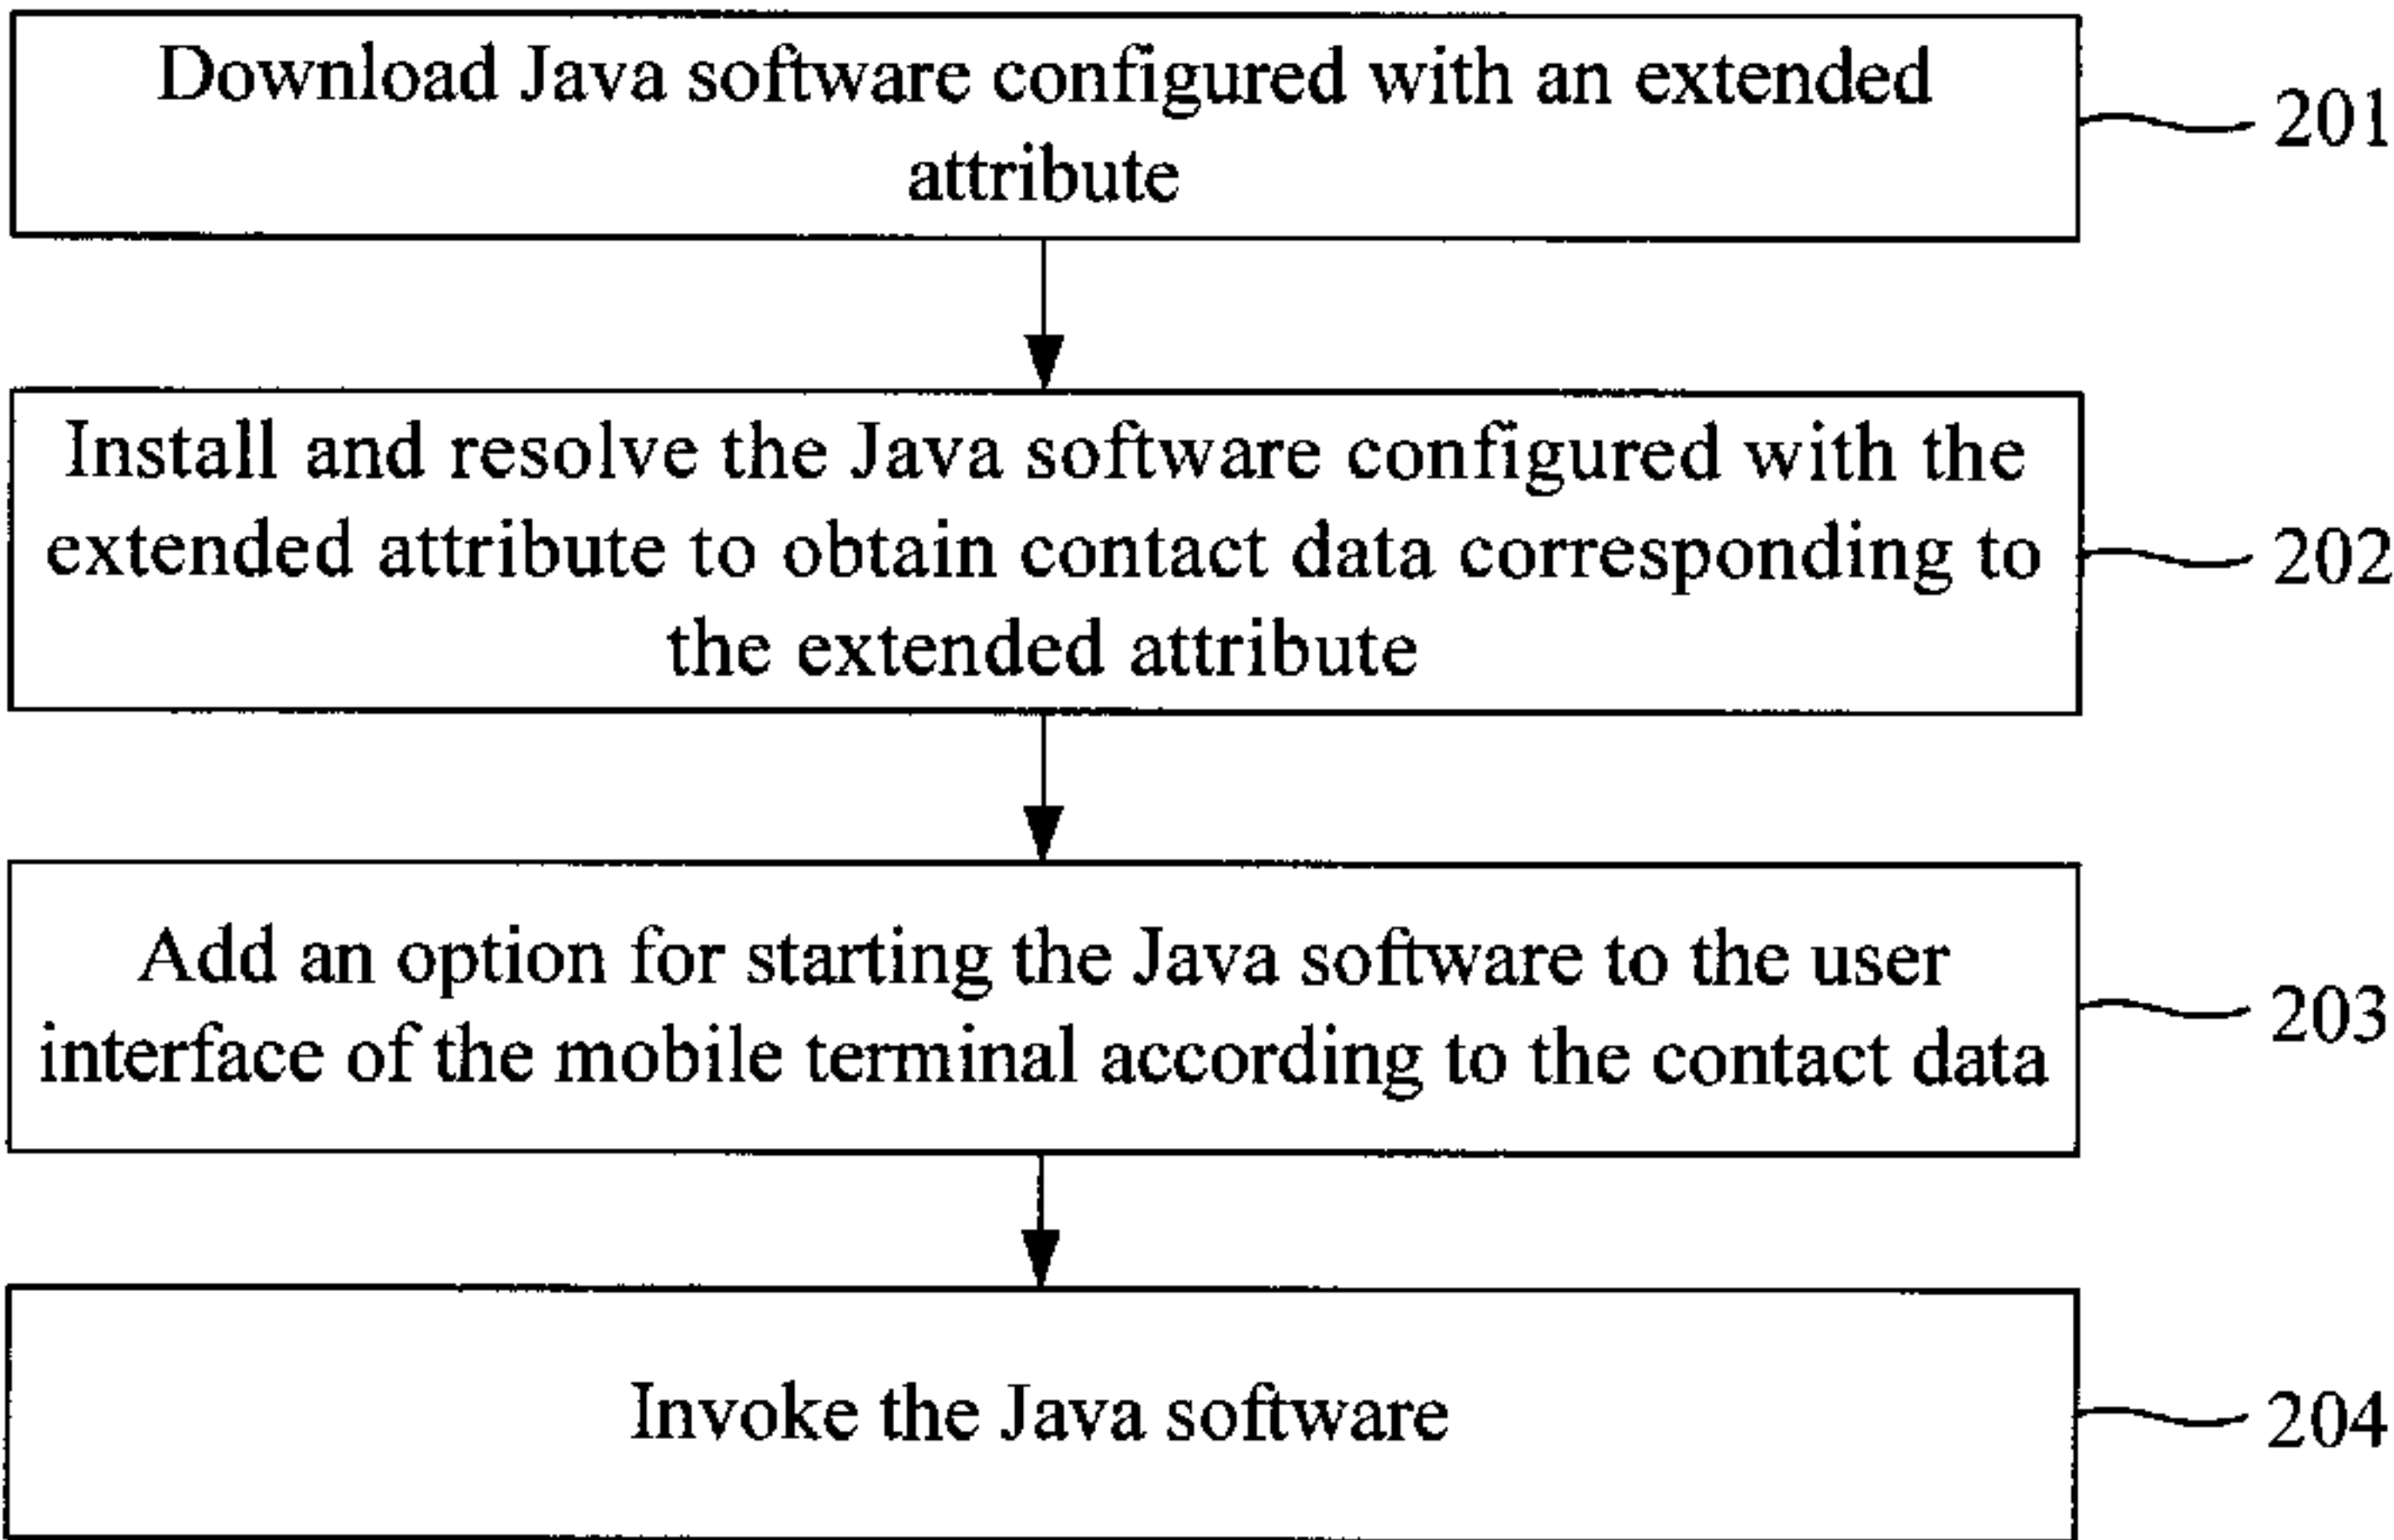 Download Java software configured with an extended
attribute
201
Install and resolve the Java software configured with the
extended attribute to obtain contact data corresponding to
the extended attribute
202
Add an option for starting the Java software to the user
interface of the mobile terminal according to the contact data
203
Invoke the Java software
204